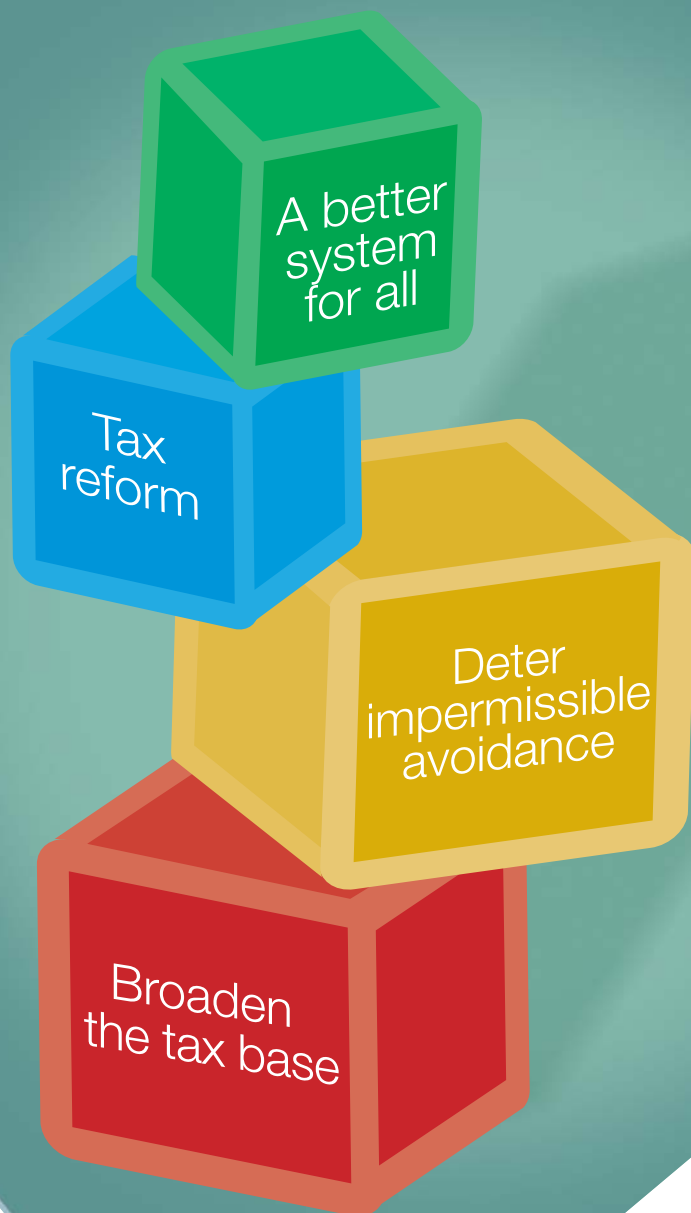 A better
system
for all
Tax
reform
Deter
impermissible
avoidance
Broaden
the tax base